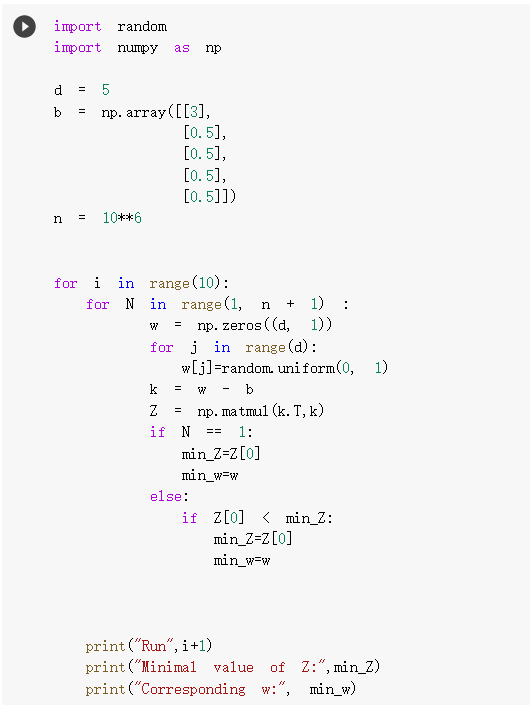 import random
import numpy as np
d = 5
b = np.array([[3],
[0.5],
[0.5],
[0.5],
[0.5]])
n = 10**6
for i in range(10):
for N in range(1, n + 1) :
w = np.zeros((d, 1))
for j in range(d):
w[j]=random.uniform(0, 1)
k = w - b
Z = np.matmul(k.T,k)
if N == 1:
min_Z=Z[0]
min_w=w
else:
if Z[0] < min_Z:
min_Z=Z[0]
min_w=w
print("Run",i+1)
print("Minimal value of Z:",min_Z)
print("Corresponding w:", min_w)